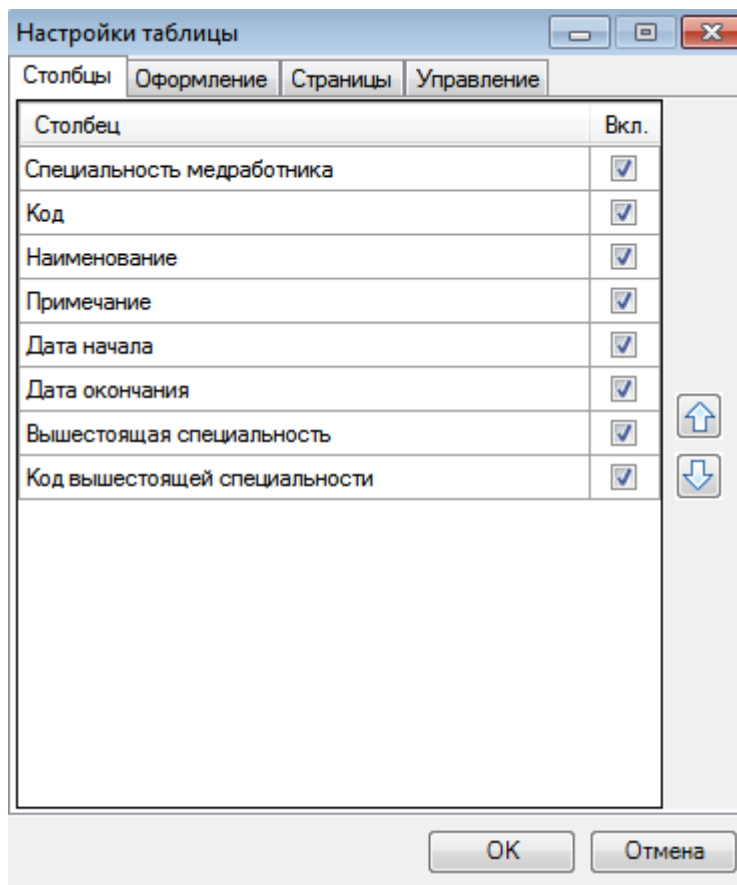 Настройки таблицы
Столбцы Оформление Страницы Управление
Столбец Вкл.
Специальность медработника
Код
Наименование
Примечание
Дата начала
Дата окончания
Вышестоящая специальность
Код вышестоящей специальности
OK Отмена